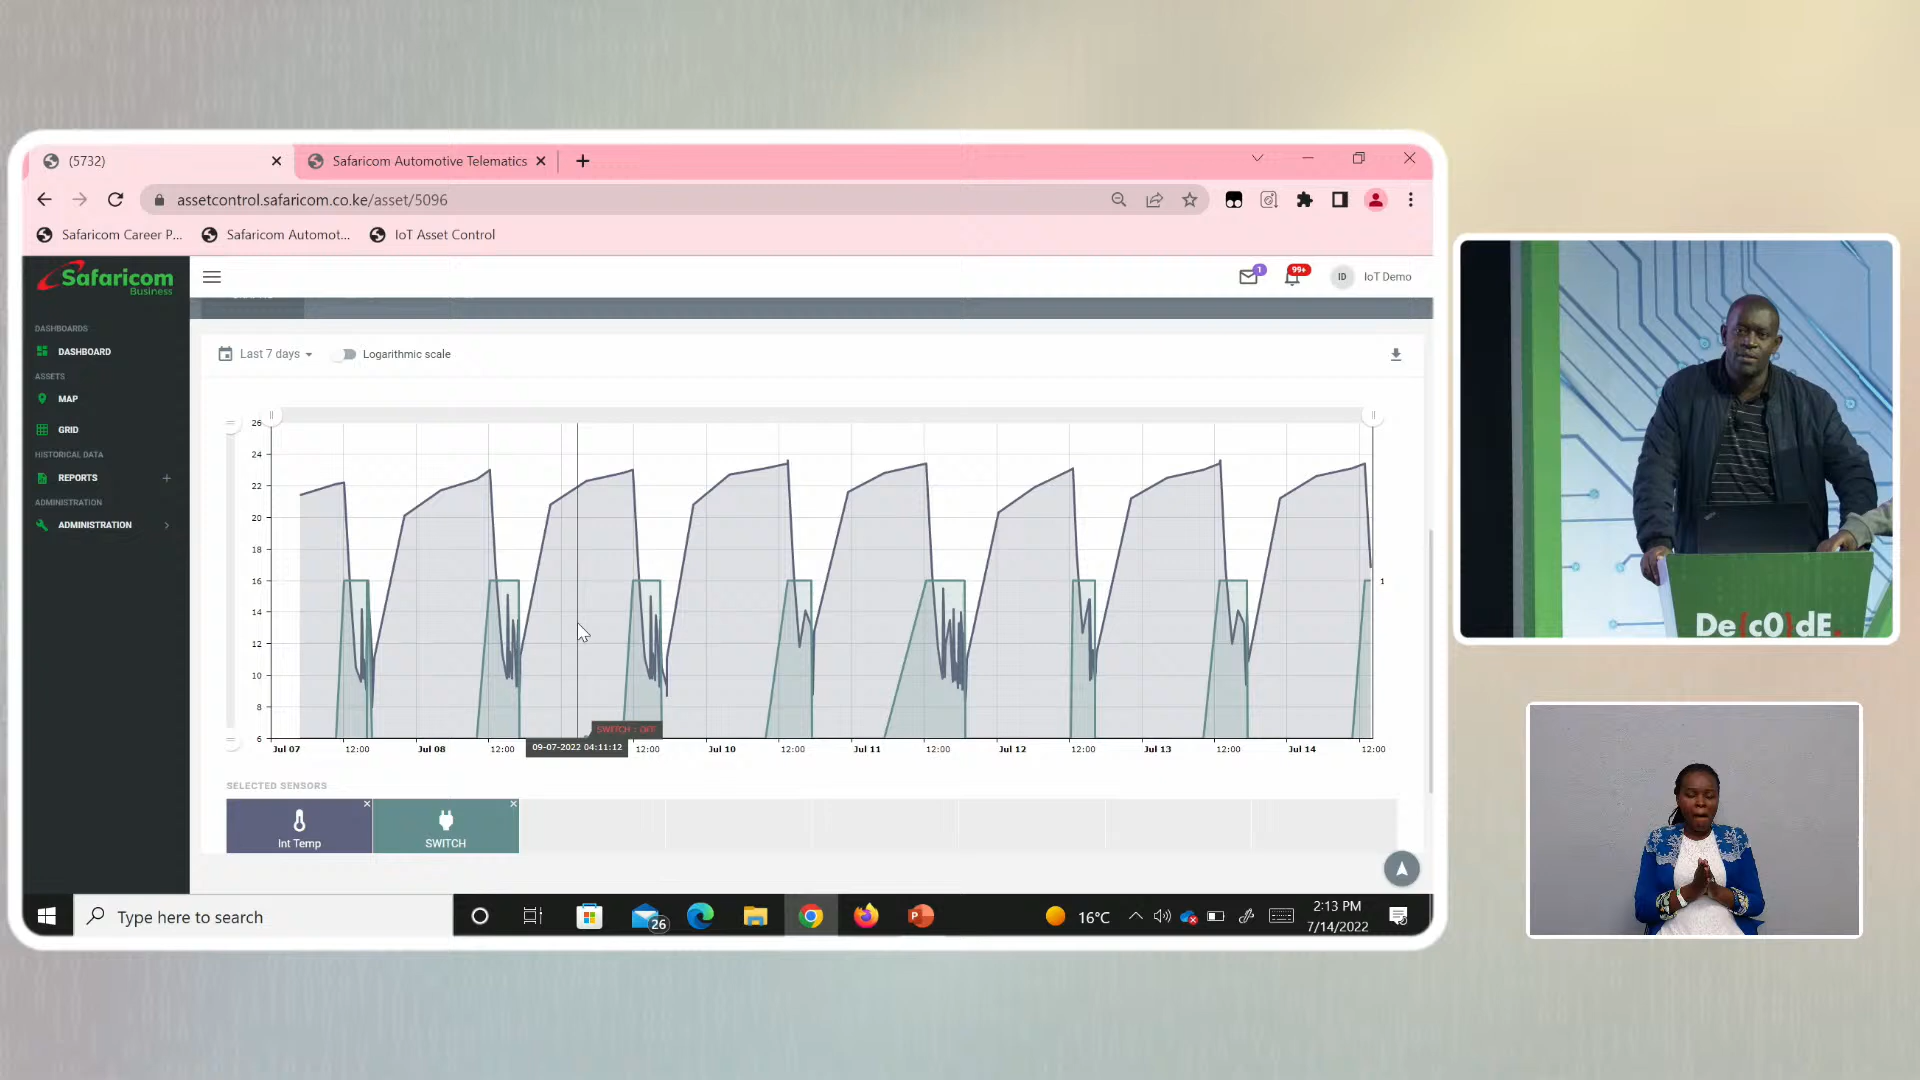 (5732)
Safaricom Automotive Telematics
assetcontrol.safaricom.co.ke/asset/5096
Safaricom Career P...
Safaricom Automot...
IoT Asset Control
Safaricom
Business
1
99+
ID
IoT Demo
DASHBOARDS
DASHBOARD
ASSETS
MAP
GRID
HISTORICAL DATA
REPORTS
ADMINISTRATION
ADMINISTRATION
Last 7 days
Logarithmic scale
26
24
22
20
18
16
14
12
10
8
6
1
SWITCH : OFF
09-07-2022 04:11:12
Jul 07
12:00
Jul 08
12:00
12:00
Jul 10
12:00
Jul 11
12:00
Jul 12
12:00
Jul 13
12:00
Jul 14
12:00
SELECTED SENSORS
Int Temp
SWITCH
Type here to search
26
16°C
2:13 PM
7/14/2022
De{c0}dE.